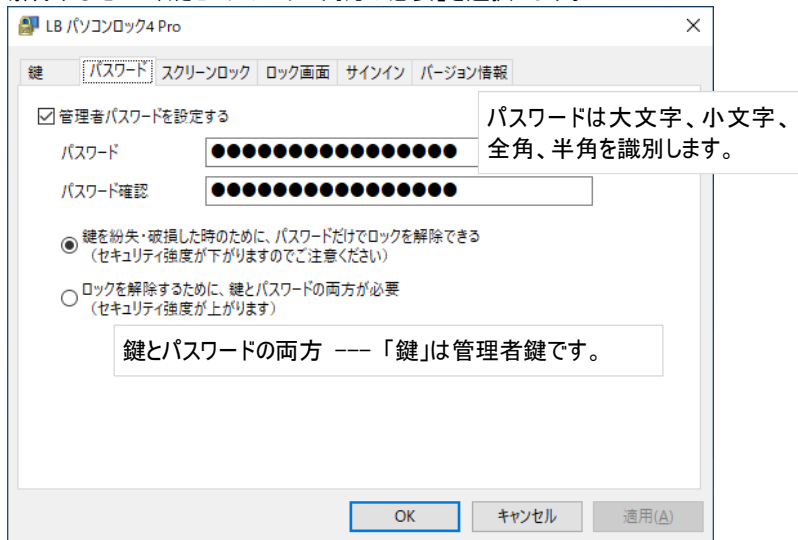 LB パソコンロック4 Pro
鍵 パスワード スクリーンロック ロック画面 サインイン バージョン情報
管理者パスワードを設定する
パスワードは大文字、小文字、
全角、半角を識別します。
パスワード ●●●●●●●●●●●●●●●●
パスワード確認 ●●●●●●●●●●●●●●●●
鍵を紛失・破損した時のために、パスワードだけでロックを解除できる
（セキュリティ強度が下がりますのでご注意ください）
ロックを解除するために、鍵とパスワードの両方が必要
（セキュリティ強度が上がります）
鍵とパスワードの両方 --- 「鍵」は管理者鍵です。
OK キャンセル 適用(A)